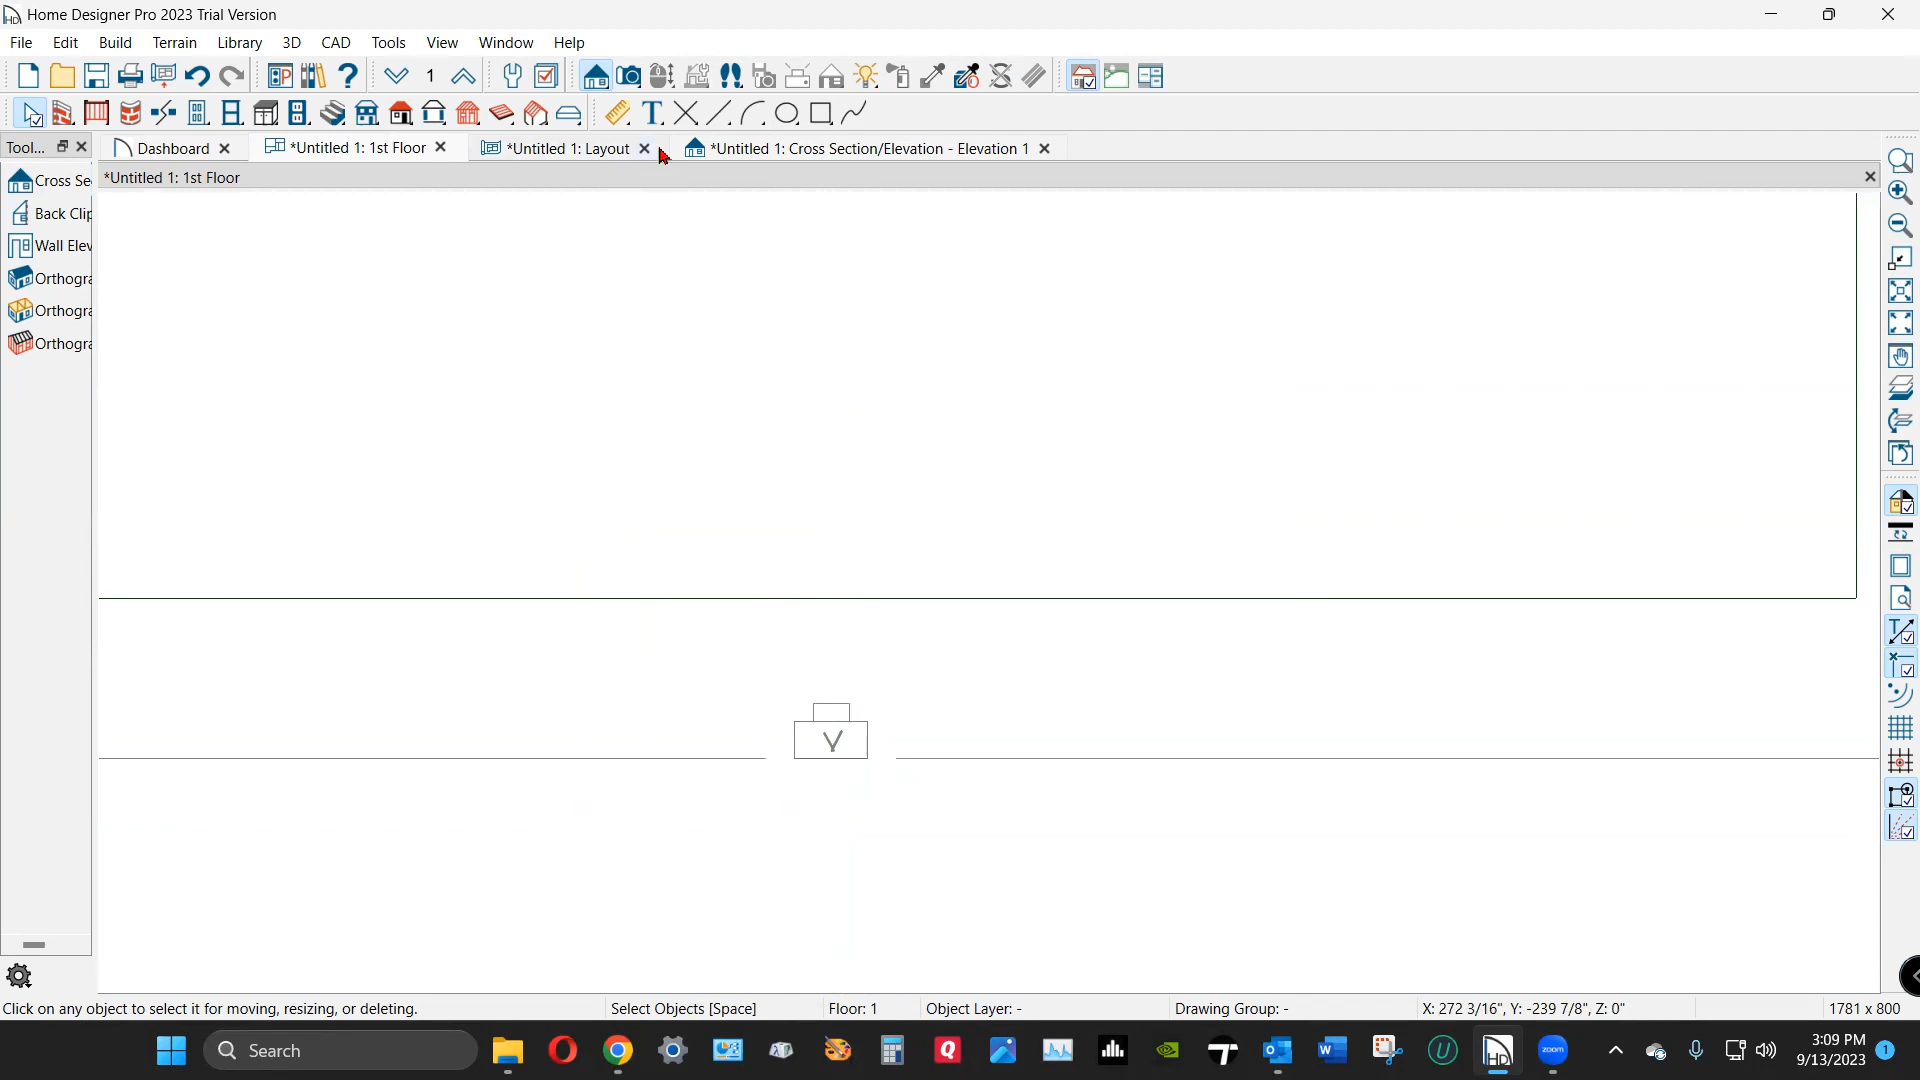 Home Designer Pro 2023 Trial Version
File Edit Build Terrain Library 3D CAD Tools View Window Help
1
Tool... Dashboard *Untitled 1: 1st Floor *Untitled 1: Layout *Untitled 1: Cross Section/Elevation - Elevation 1
*Untitled 1: 1st Floor
Cross Se
Back Clip
Wall Elev
Orthogra
Orthogra
Orthogra
Click on any object to select it for moving, resizing, or deleting. Select Objects [Space] Floor: 1 Object Layer: - Drawing Group: - X: 272 3/16", Y: -239 7/8", Z: 0" 1781 x 800
Search
zoom
3:09 PM
9/13/2023
1